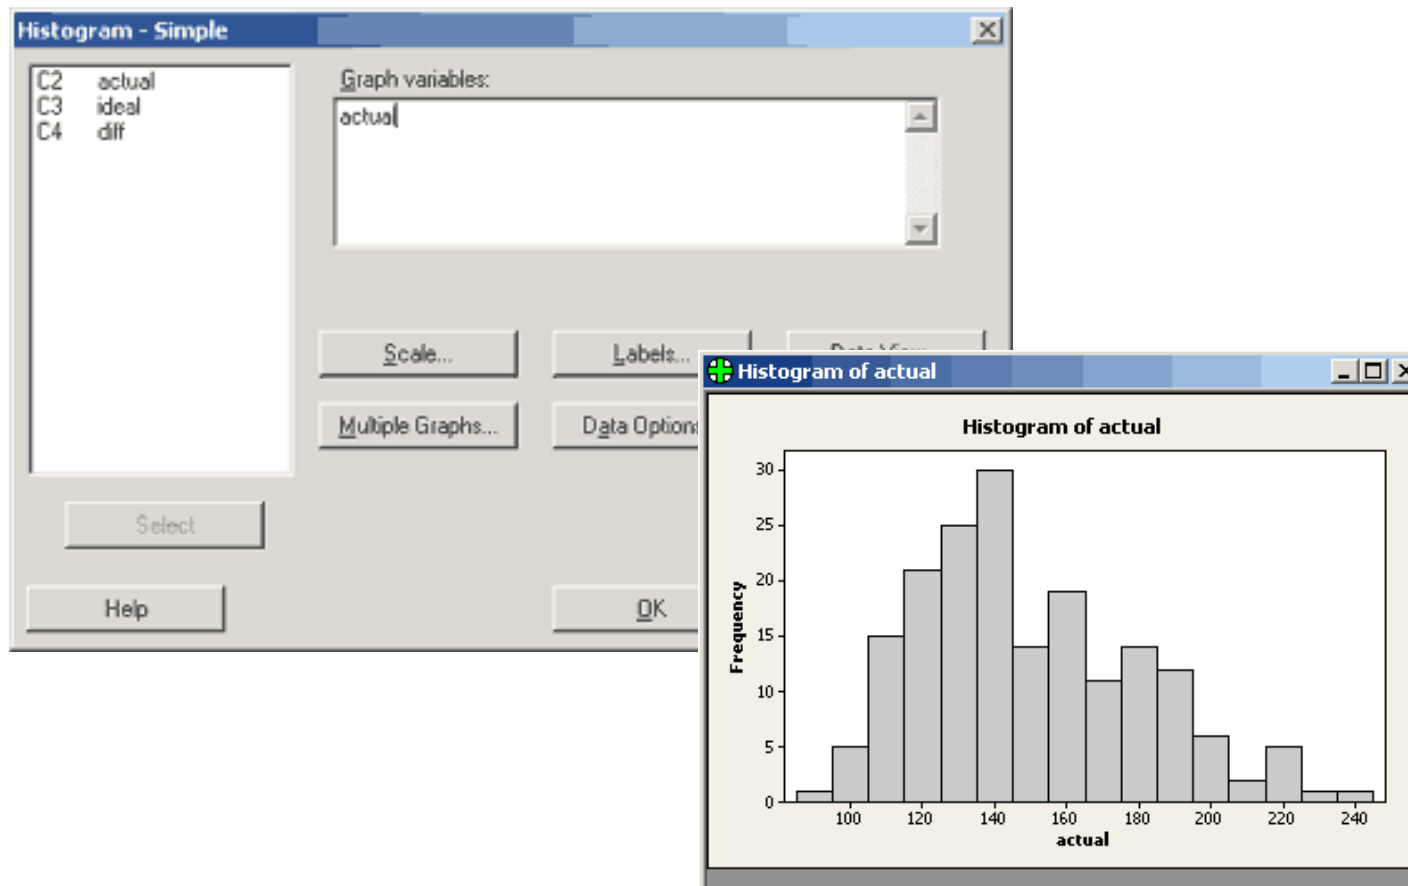 Histogram - Simple
C2 actual
C3 ideal
C4 diff
Graph variables:
actual
Scale...
Labels...
Multiple Graphs...
Data Options
Select
Help
OK
Histogram of actual
Histogram of actual
30
25
20
15
10
5
0
Frequency
100 120 140 160 180 200 220 240
actual